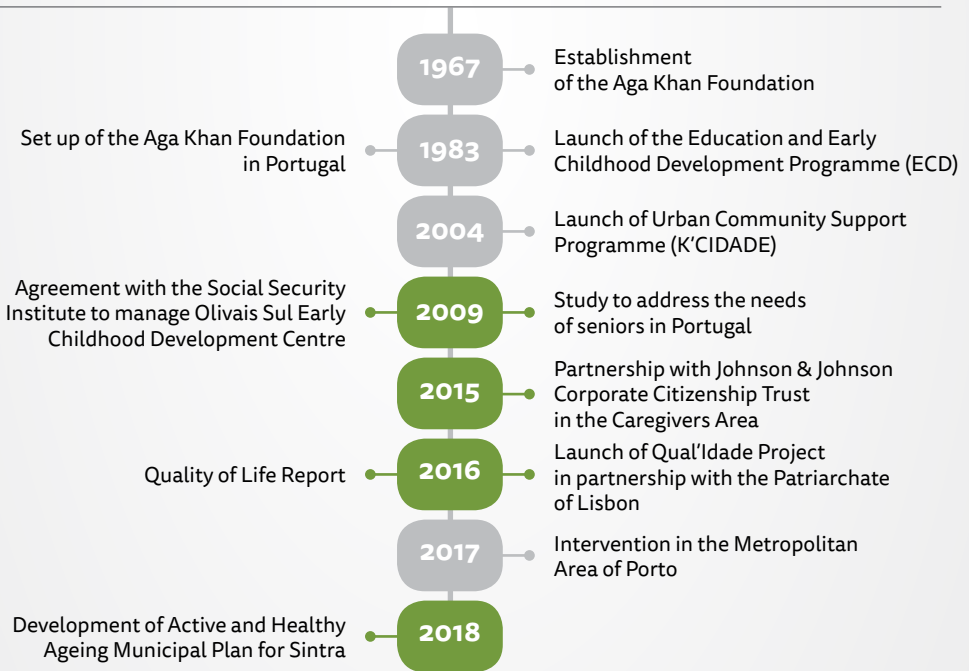 1967
Establishment
of the Aga Khan Foundation
Set up of the Aga Khan Foundation
in Portugal
1983
Launch of the Education and Early
Childhood Development Programme (ECD)
2004
Launch of Urban Community Support
Programme (K'CIDADE)
Agreement with the Social Security
Institute to manage Olivais Sul Early
Childhood Development Centre
2009
Study to address the needs
of seniors in Portugal
2015
Partnership with Johnson & Johnson
Corporate Citizenship Trust
in the Caregivers Area
Quality of Life Report
2016
Launch of Qual'Idade Project
in partnership with the Patriarchate
of Lisbon
2017
Intervention in the Metropolitan
Area of Porto
Development of Active and Healthy
Ageing Municipal Plan for Sintra
2018